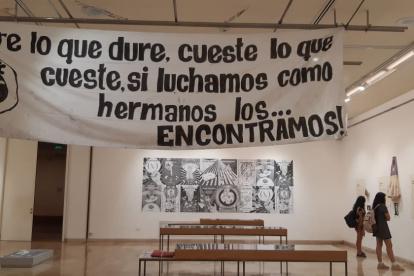 re lo que dure, cueste lo que
cueste, si luchamos como
hermanos los...
ENCONTRAMOS!